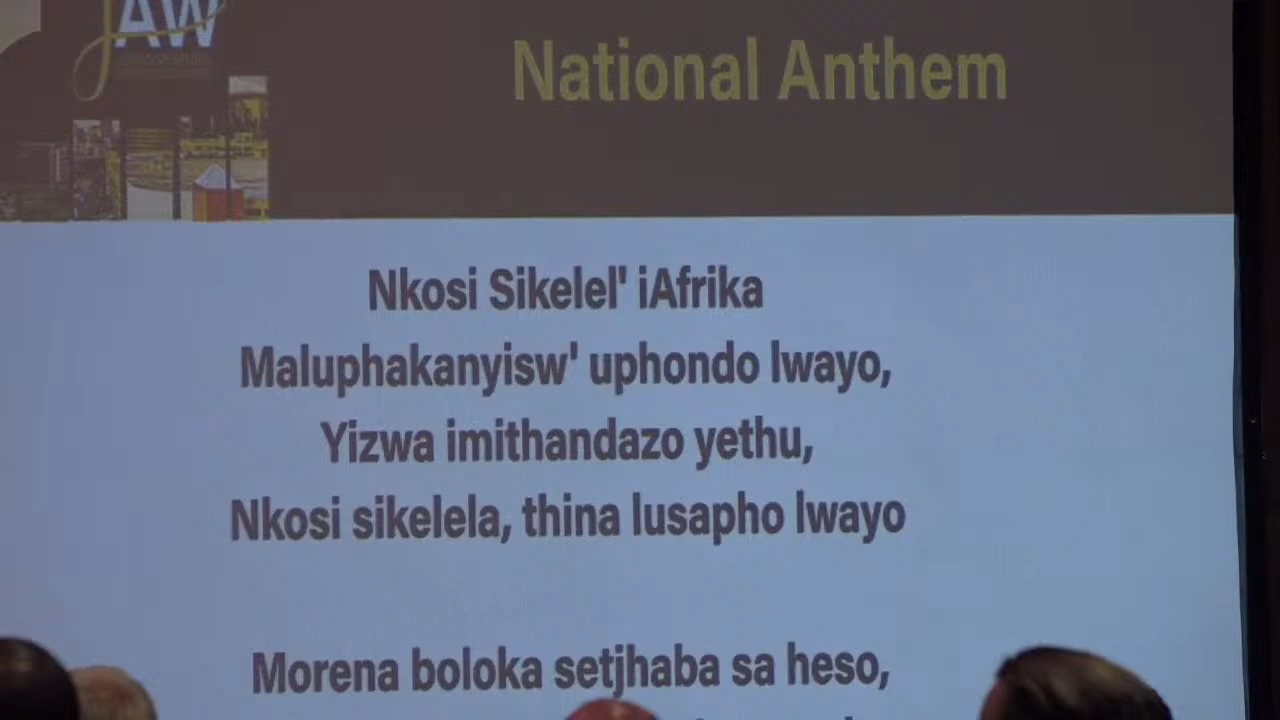 AW
National Anthem
Nkosi Sikelel' iAfrika
Maluphakanyisw' uphondo lwayo,
Yizwa imithandazo yethu,
Nkosi sikelela, thina lusapho lwayo
Morena boloka setjhaba sa heso,